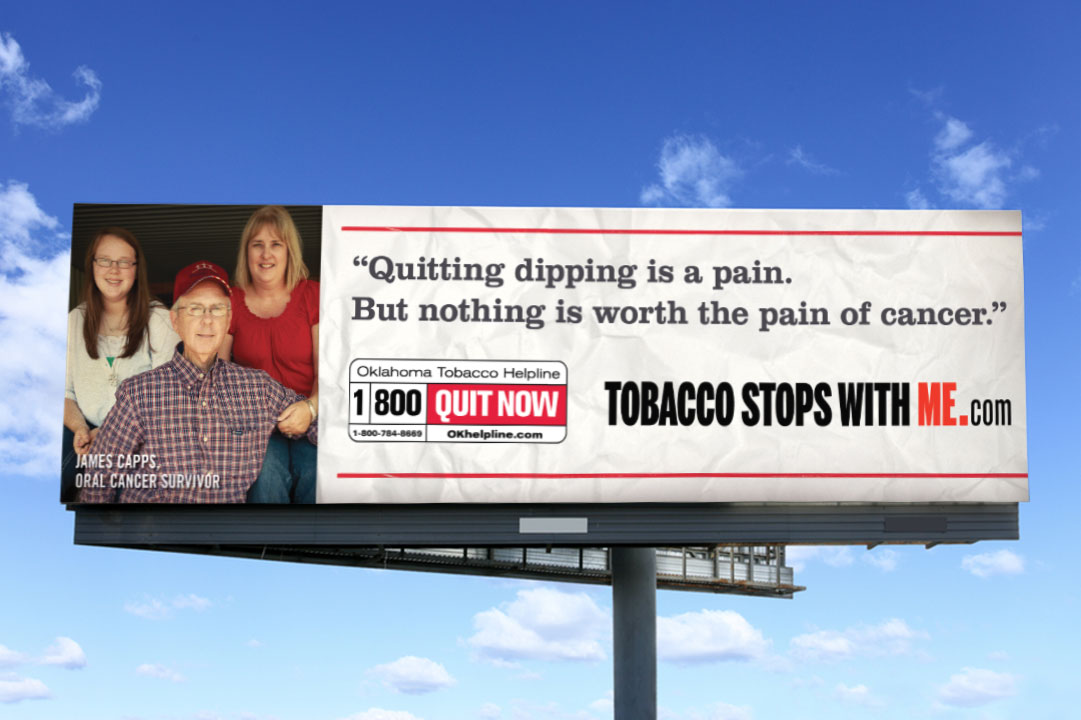 “Quitting dipping is a pain.
But nothing is worth the pain of cancer.”
Oklahoma Tobacco Helpline
1 800 QUIT NOW
1-800-784-8669 OKhelpline.com
TOBACCO STOPS WITH ME.com
JAMES CAPPS,
ORAL CANCER SURVIVOR